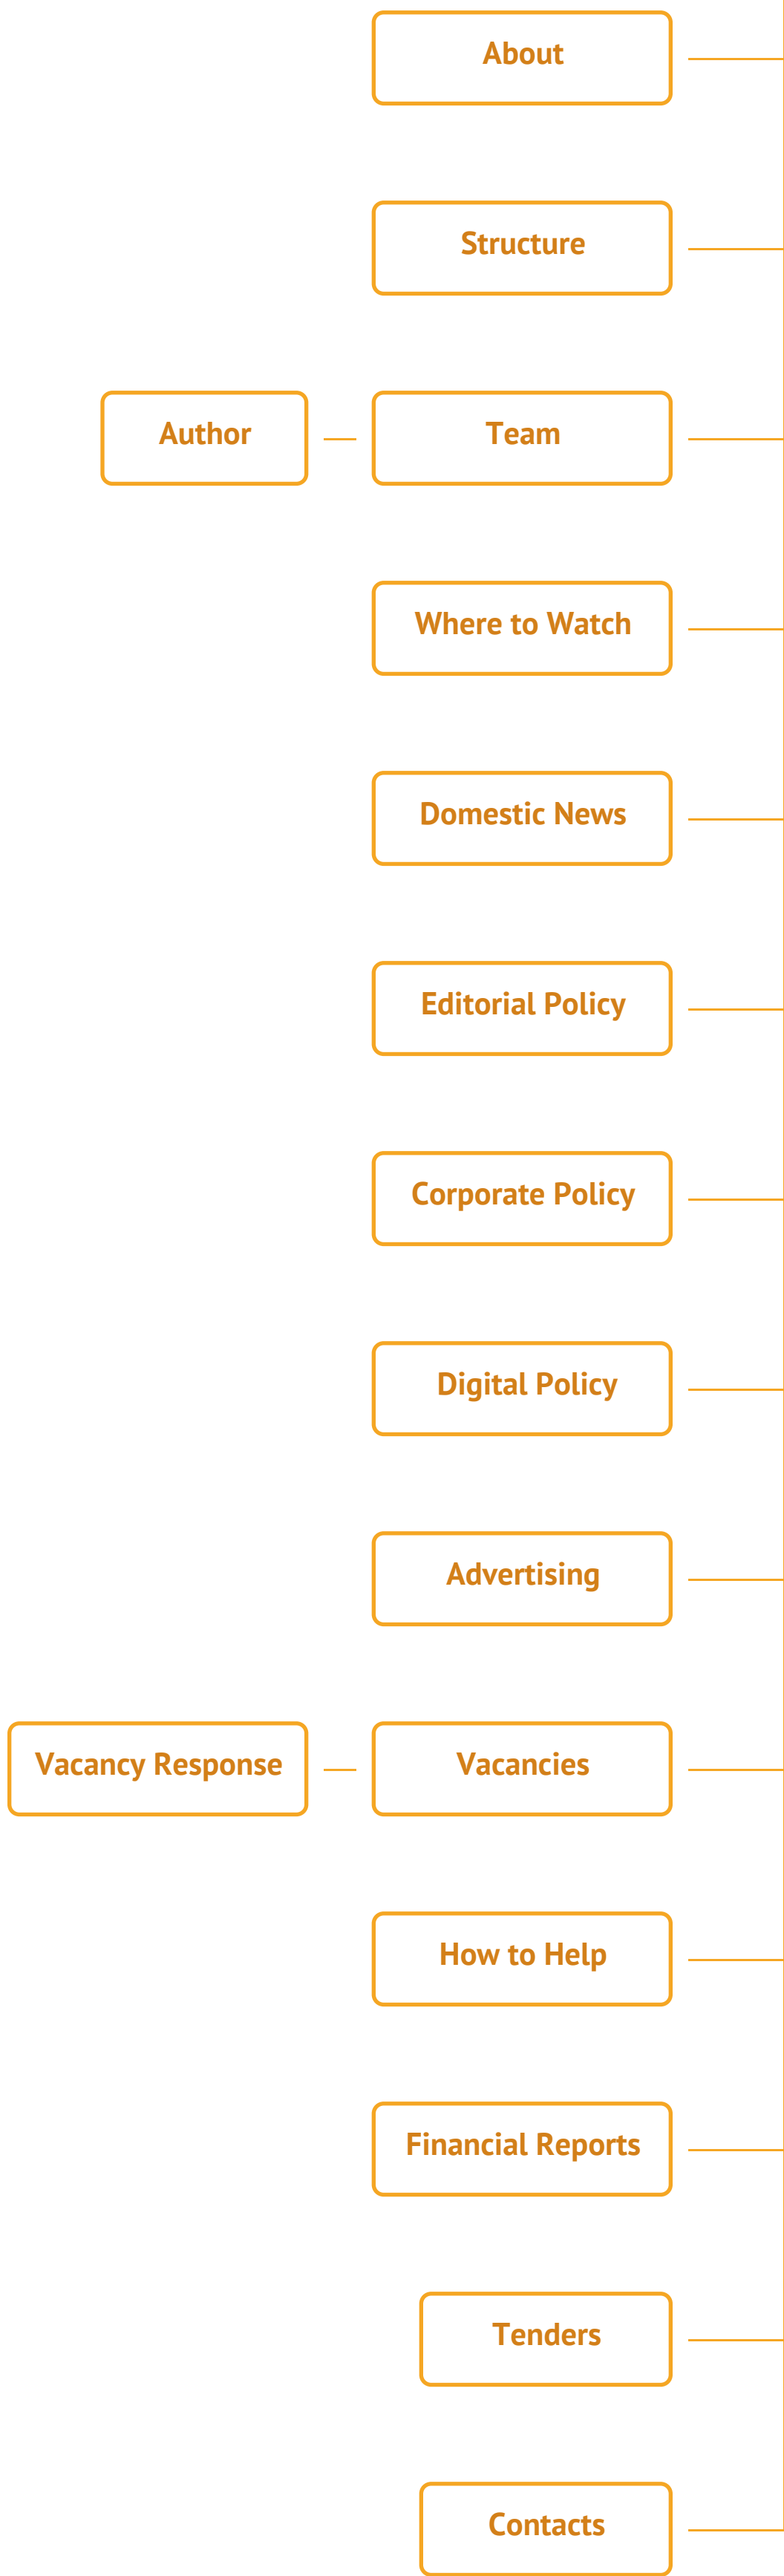 About
Structure
Author
Team
Where to Watch
Domestic News
Editorial Policy
Corporate Policy
Digital Policy
Advertising
Vacancy Response
Vacancies
How to Help
Financial Reports
Tenders
Contacts